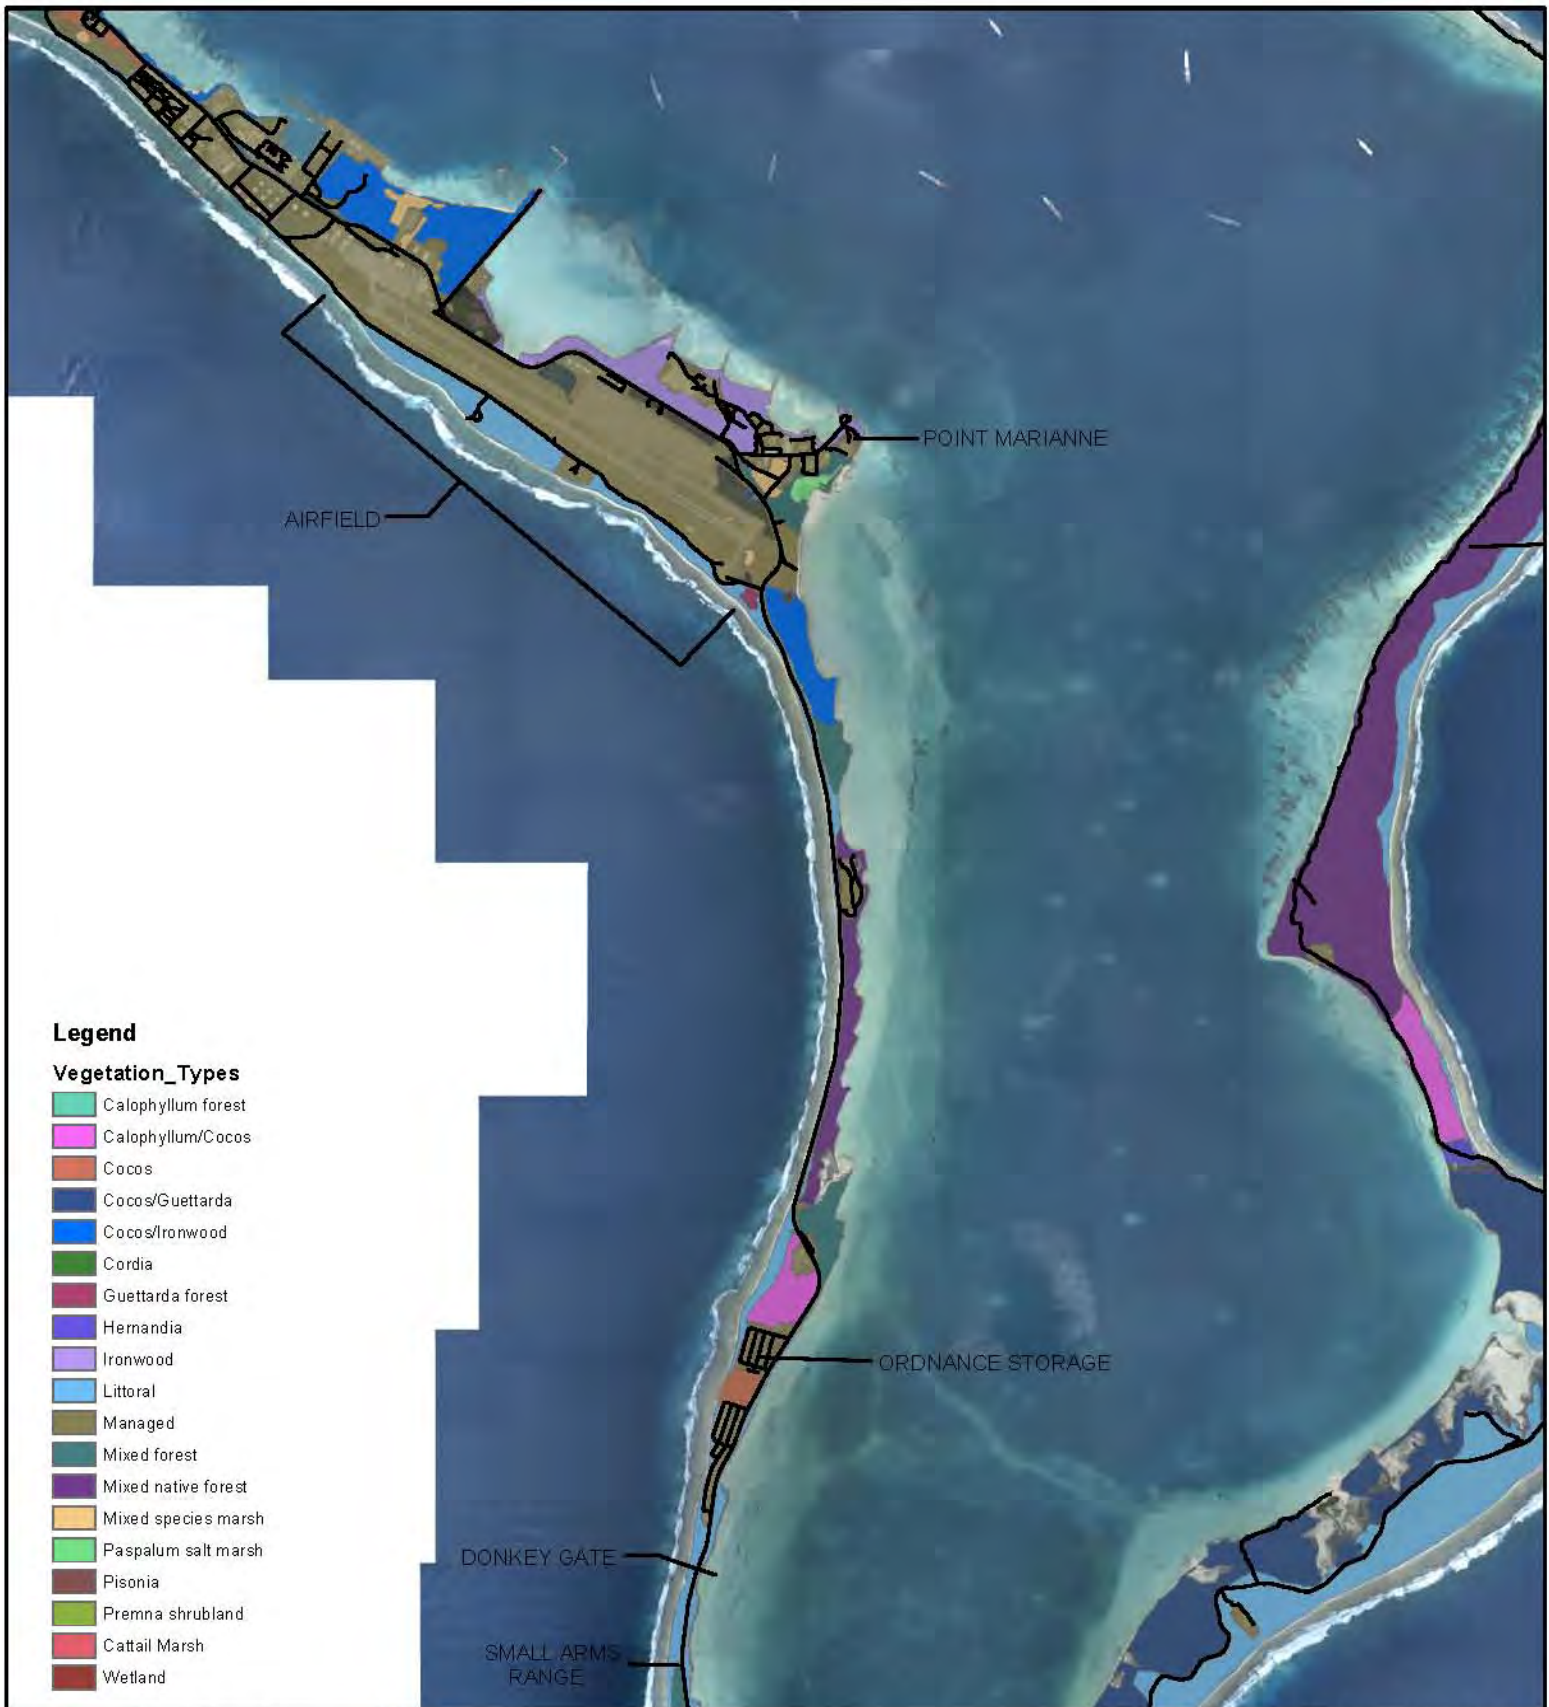 POINT MARIANNE
AIRFIELD
Legend
Vegetation_Types
Calophyllum forest
Calophyllum/Cocos
Cocos
Cocos/Guettarda
Cocos/Ironwood
Cordia
Guettarda forest
Hernandia
Ironwood
Littoral
Managed
Mixed forest
Mixed native forest
Mixed species marsh
Paspalum salt marsh
Pisonia
Premna shrubland
Cattail Marsh
Wetland
ORDNANCE STORAGE
DONKEY GATE
SMALL ARMS
RANGE